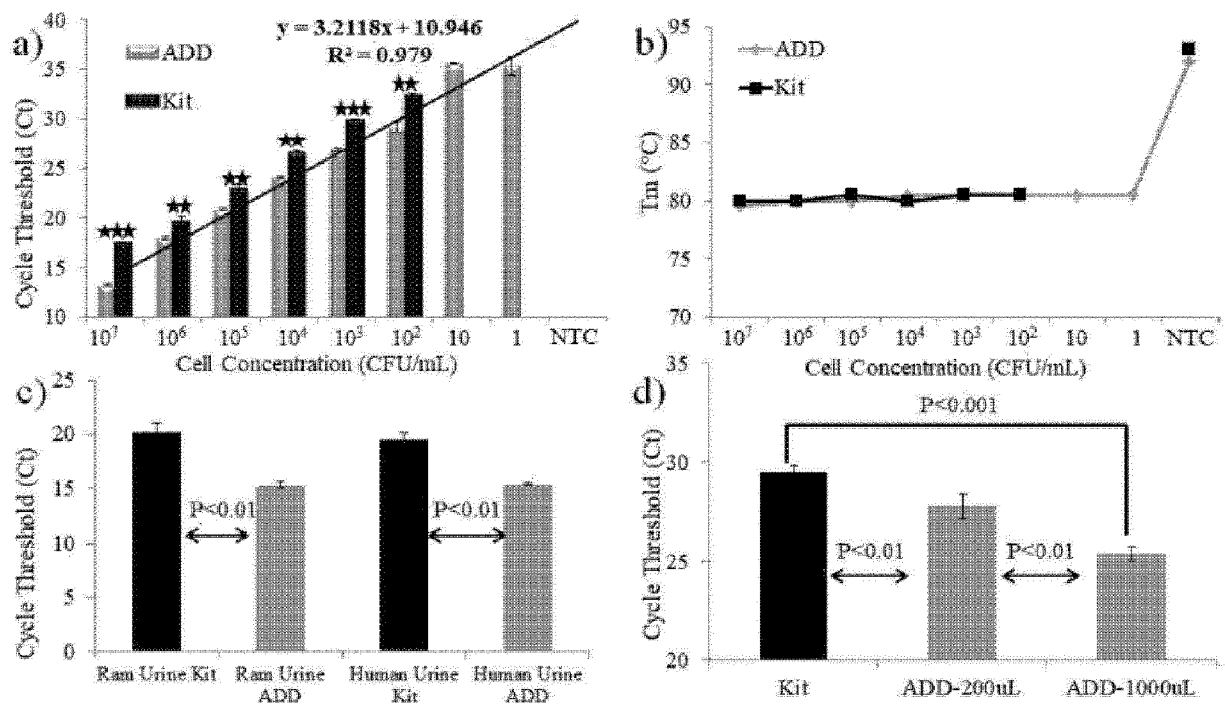 a)
y = 3.2118x + 10.946
R² = 0.979
ADD
Kit
★★★
★★
★★
★★
★★★
★★
Cycle Threshold (Ct)
40
35
30
25
20
15
10
10⁷ 10⁶ 10⁵ 10⁴ 10³ 10² 10 1 NTC
Cell Concentration (CFU/mL)
b)
ADD
Kit
Tm (°C)
95
90
85
80
75
70
10⁷ 10⁶ 10⁵ 10⁴ 10³ 10² 10 1 NTC
Cell Concentration (CFU/mL)
c)
Cycle Threshold (Ct)
25
20
15
10
5
0
P<0.01
P<0.01
Ram Urine Kit
Ram Urine
ADD
Human Urine
Kit
Human Urine
ADD
d)
Cycle Threshold (Ct)
35
30
25
20
P<0.001
P<0.01
P<0.01
Kit
ADD-200uL
ADD-1000uL